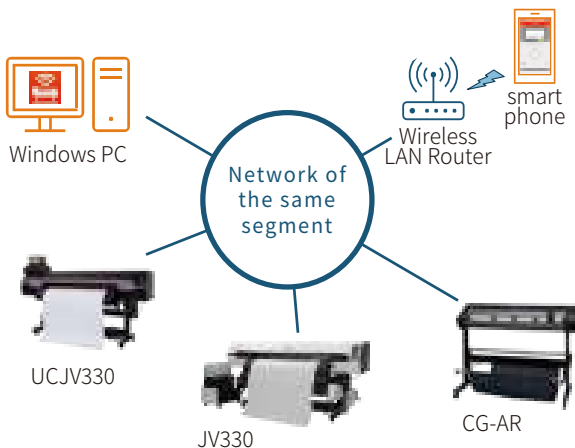 smart
phone
Wireless
LAN Router
Windows PC
Network of
the same
segment
UCJV330
JV330
CG-AR